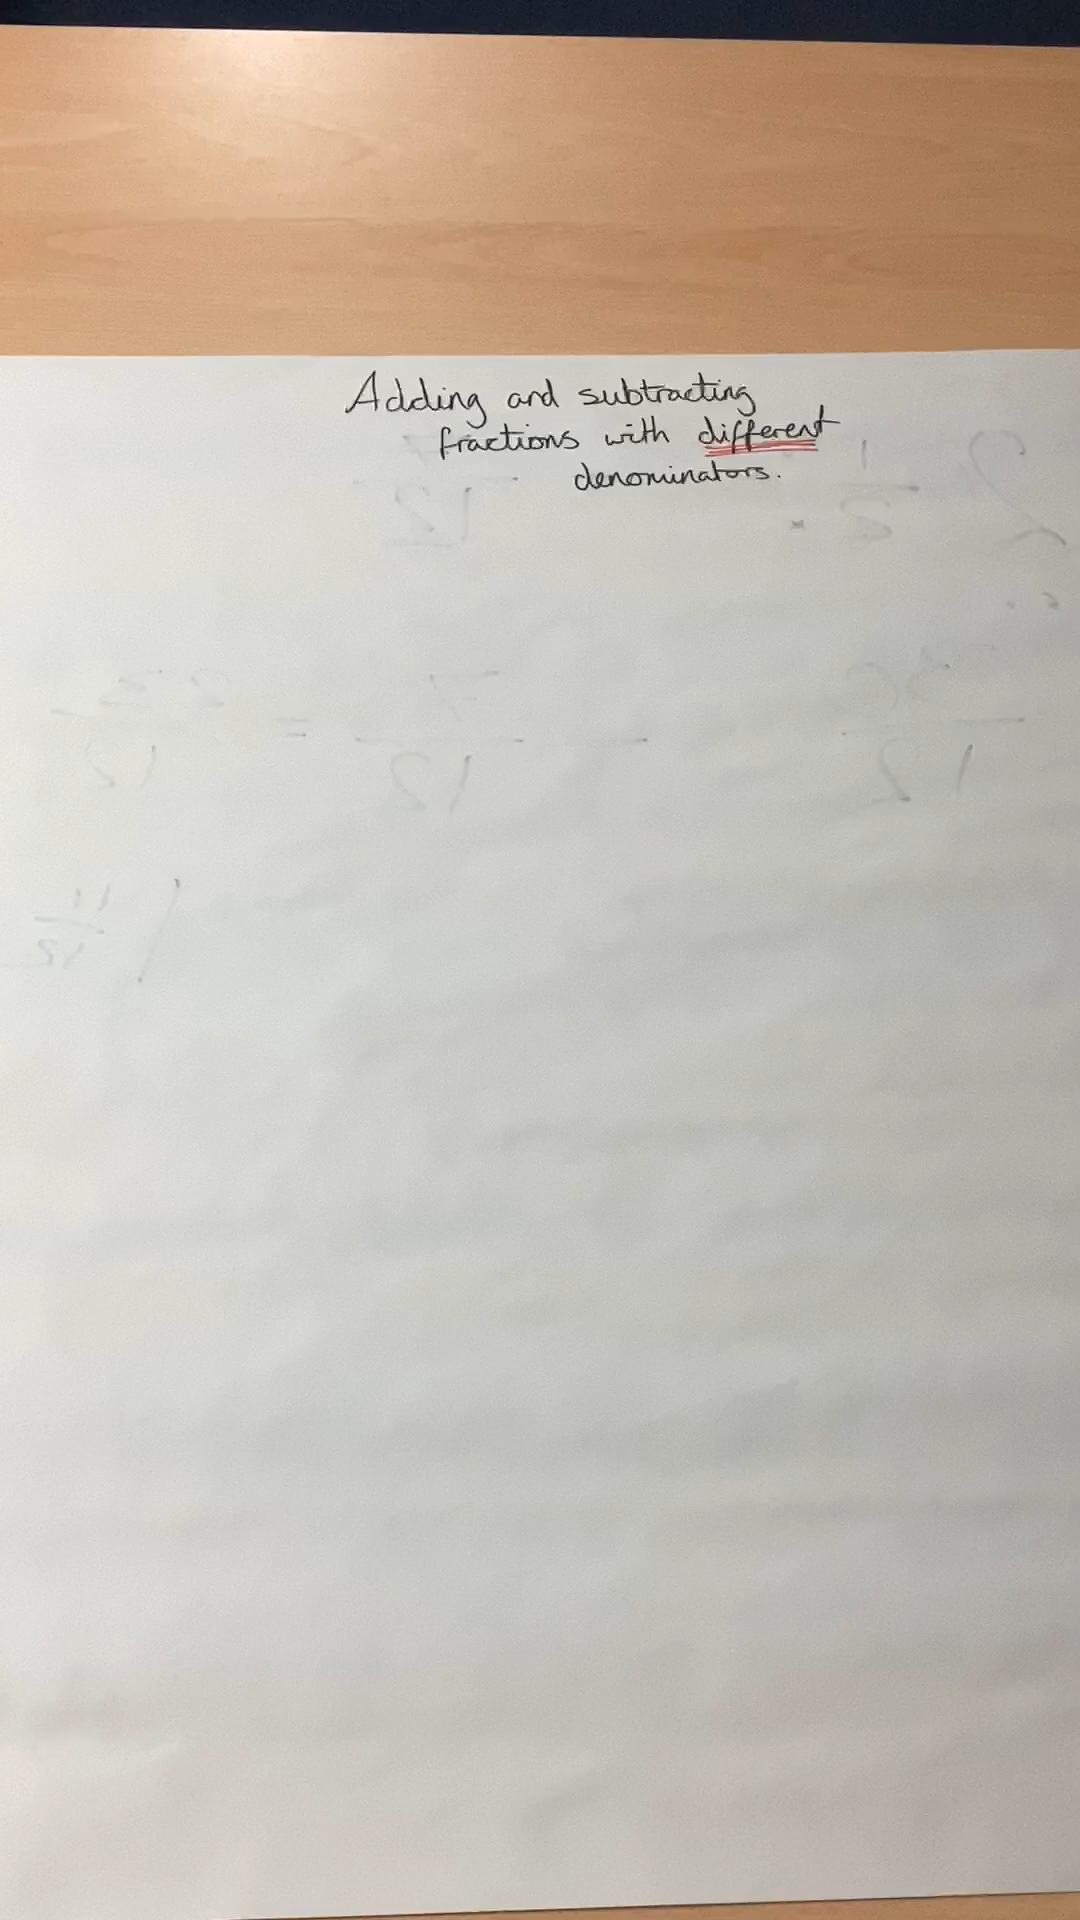 Adding and subtracting
fractions with different
denominators.